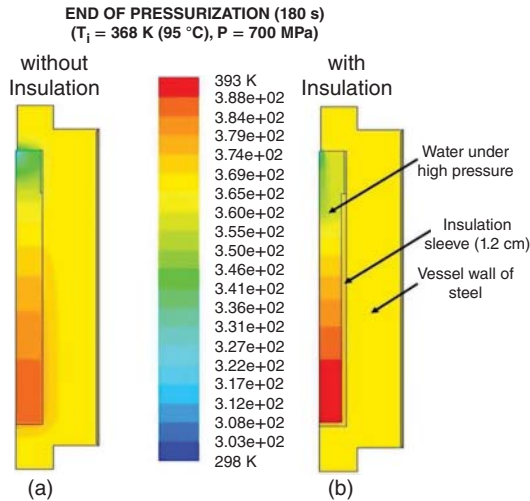 END OF PRESSURIZATION (180 s)
(Tᵢ = 368 K (95 °C), P = 700 MPa)
without
Insulation
with
Insulation
393 K
3.88e+02
3.84e+02
3.79e+02
3.74e+02
3.69e+02
3.65e+02
3.60e+02
3.55e+02
3.50e+02
3.46e+02
3.41e+02
3.36e+02
3.31e+02
3.27e+02
3.22e+02
3.17e+02
3.12e+02
3.08e+02
3.03e+02
298 K
Water under
high pressure
Insulation
sleeve (1.2 cm)
Vessel wall of
steel
(a)
(b)